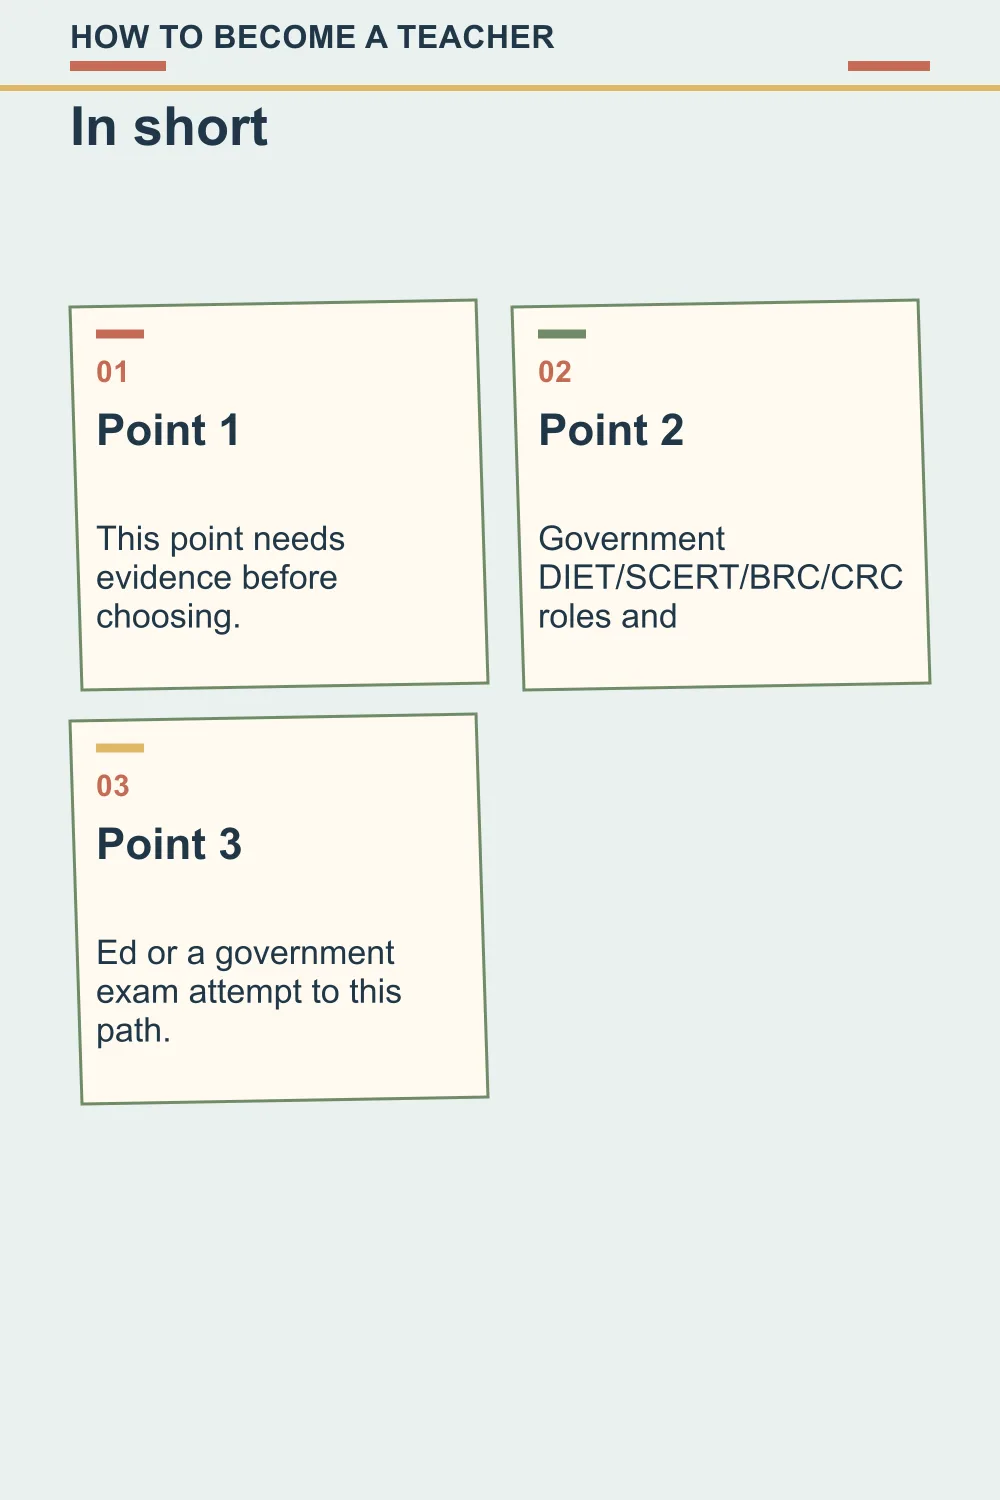 HOW TO BECOME A TEACHER
In short
01
Point 1
This point needs
evidence before
choosing.
02
Point 2
Government
DIET/SCERT/BRC/CRC
roles and
03
Point 3
Ed or a government
exam attempt to this
path.